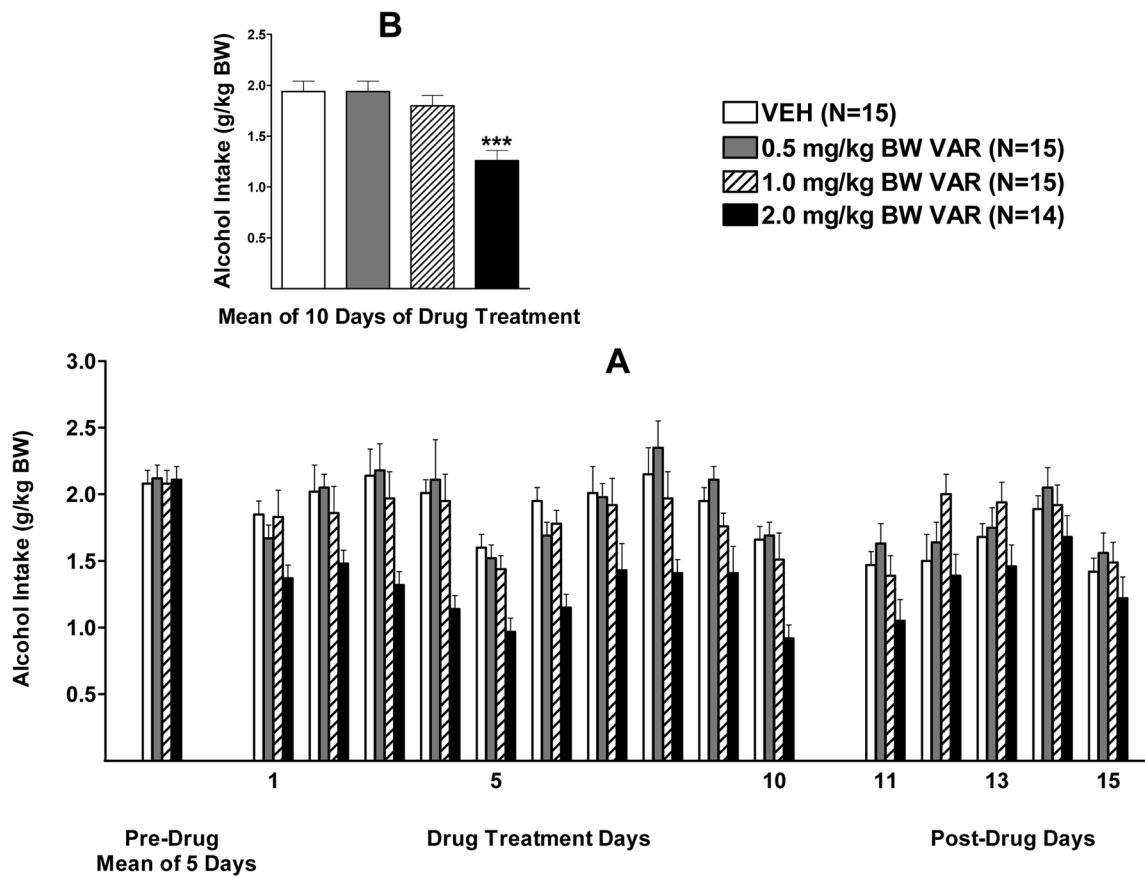 B
Alcohol Intake (g/kg BW)
2.5
2.0
1.5
1.0
0.5
***
Mean of 10 Days of Drug Treatment
VEH (N=15)
0.5 mg/kg BW VAR (N=15)
1.0 mg/kg BW VAR (N=15)
2.0 mg/kg BW VAR (N=14)
A
Alcohol Intake (g/kg BW)
3.0
2.5
2.0
1.5
1.0
0.5
1 5 10 11 13 15
Pre-Drug
Mean of 5 Days
Drug Treatment Days
Post-Drug Days